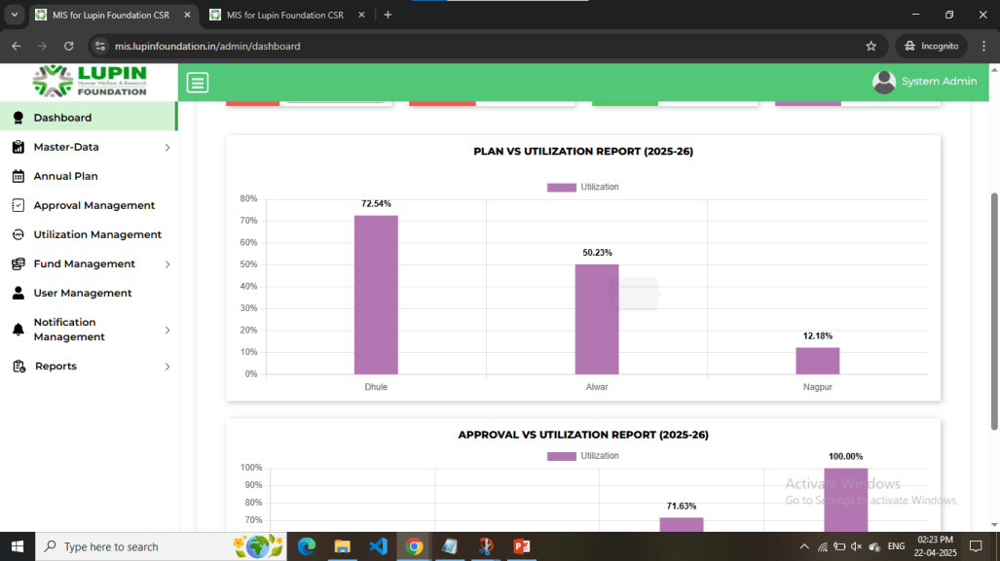 MIS for Lupin Foundation CSR
MIS for Lupin Foundation CSR
mis.lupinfoundation.in/admin/dashboard
Incognito
LUPIN
Human Welfare & Research
FOUNDATION
System Admin
Dashboard
Master-Data
Annual Plan
Approval Management
Utilization Management
Fund Management
User Management
Notification
Management
Reports
PLAN VS UTILIZATION REPORT (2025-26)
Utilization
80%
72.54%
70%
60%
50.23%
50%
40%
30%
20%
12.18%
10%
0%
Dhule
Alwar
Nagpur
APPROVAL VS UTILIZATION REPORT (2025-26)
Utilization
100.00%
100%
90%
80%
71.63%
70%
Activate Windows
Go to Settings to activate Windows.
Type here to search
ENG
02:23 PM
22-04-2025